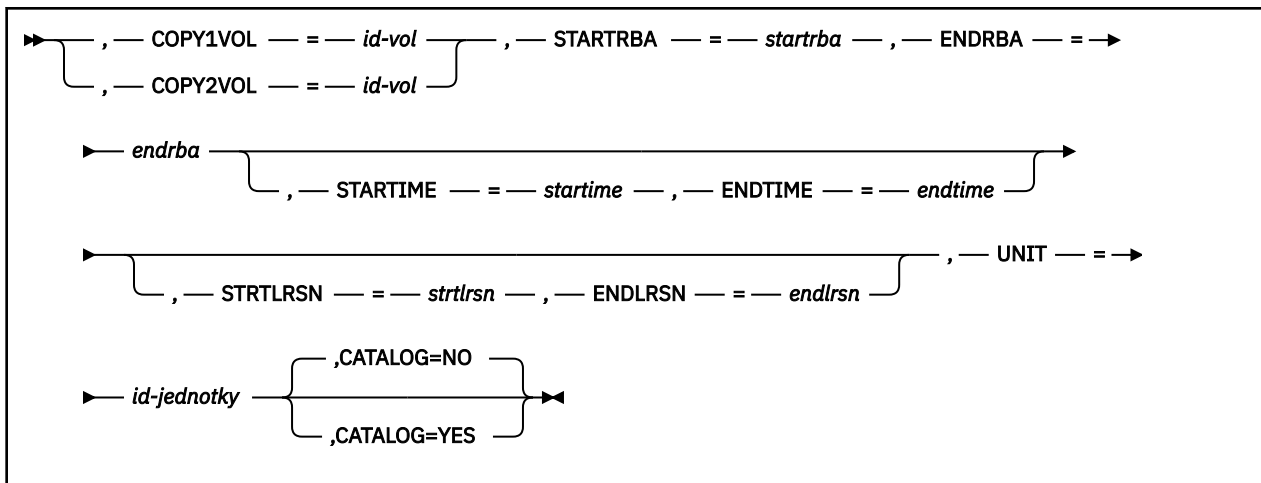 , COPY1VOL = id-vol , STARTRBA = startrba , ENDRBA =
, COPY2VOL = id-vol
endrba
, STARTIME = startime , ENDTIME = endtime
, UNIT =
, STRTLRSN = strtlrsn , ENDLRSN = endlrsn
,CATALOG=NO
id-jednotky
,CATALOG=YES